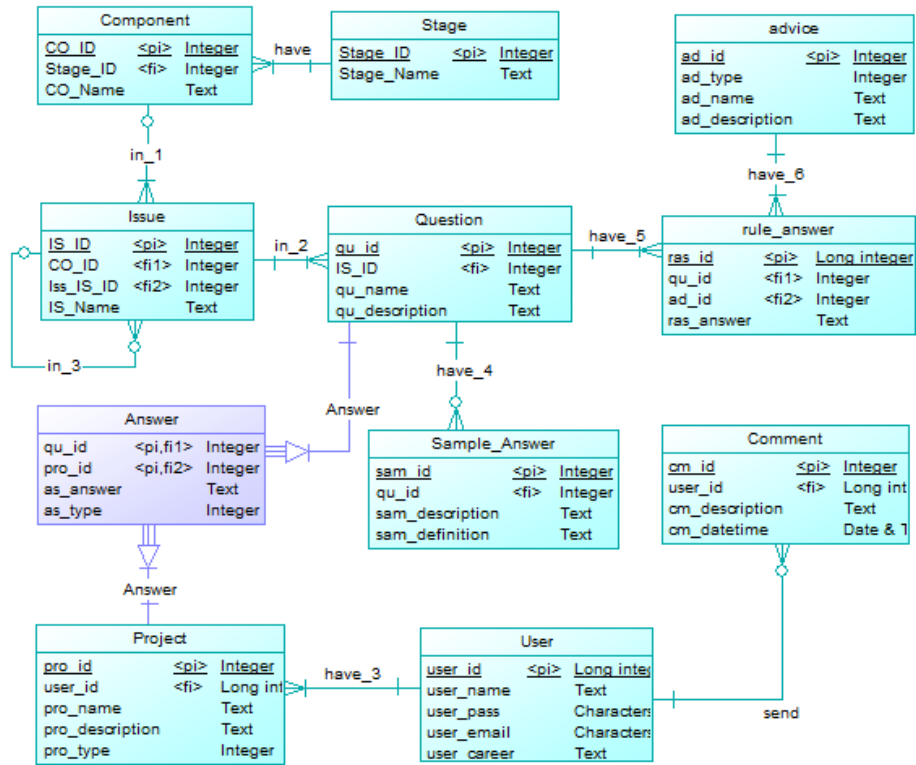 Component
CO_ID <pi> Integer
Stage_ID <fi> Integer
CO_Name Text
have
Stage
Stage_ID <pi> Integer
Stage_Name Text
advice
ad_id <pi> Integer
ad_type Integer
ad_name Text
ad_description Text
in_1
have_6
Issue
IS_ID <pi> Integer
CO_ID <fi1> Integer
Iss_IS_ID <fi2> Integer
IS_Name Text
in_3
in_2
Question
qu_id <pi> Integer
IS_ID <fi> Integer
qu_name Text
qu_description Text
have_5
rule_answer
ras_id <pi> Long integer
qu_id <fi1> Integer
ad_id <fi2> Integer
ras_answer Text
have_4
Answer
Answer
qu_id <pi,fi1> Integer
pro_id <pi,fi2> Integer
as_answer Text
as_type Integer
Sample_Answer
sam_id <pi> Integer
qu_id <fi> Integer
sam_description Text
sam_definition Text
Comment
cm_id <pi> Integer
user_id <fi> Long int
cm_description Text
cm_datetime Date & T
Answer
Project
pro_id <pi> Integer
user_id <fi> Long int
pro_name Text
pro_description Text
pro_type Integer
have_3
User
user_id <pi> Long integ
user_name Text
user_pass Characters
user_email Characters
user_career Text
send